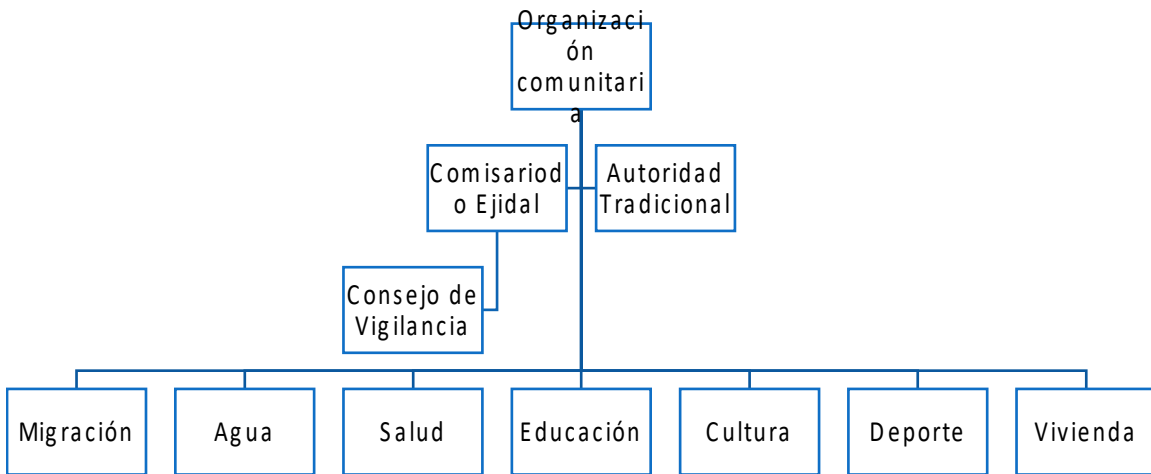 Organizaci
ón
comunitari
a
Comisariod
o Ejidal
Autoridad
Tradicional
Consejo de
Vigilancia
Migración
Agua
Salud
Educación
Cultura
Deporte
Vivienda